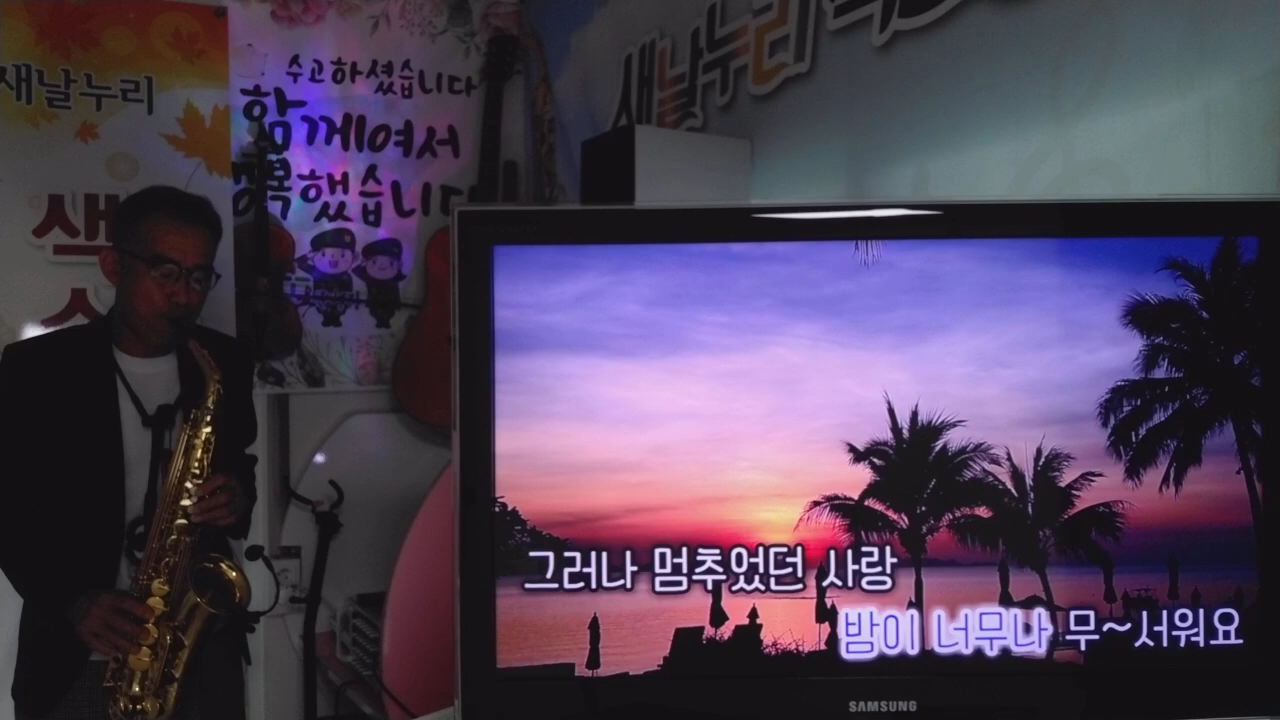 새날누리
색
수고하셨습니다
함께여서
행복했습니다
새날누리
그러나 멈추었던 사랑
밤이 너무나 무~서워요
SAMSUNG